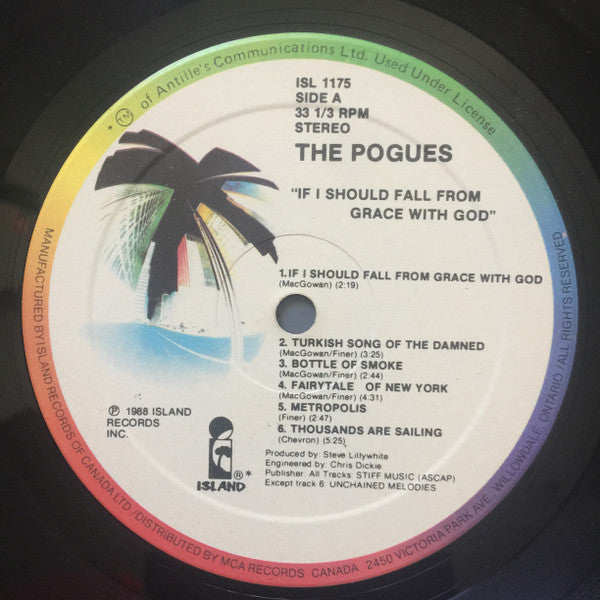 * ™ of Antille's Communications Ltd. Used Under License
ISL 1175
SIDE A
33 1/3 RPM
STEREO
THE POGUES
"IF I SHOULD FALL FROM
GRACE WITH GOD"
1.IF I SHOULD FALL FROM GRACE WITH GOD
(MacGowan) (2:19)
2. TURKISH SONG OF THE DAMNED
(MacGowan/Finer) (3:25)
3. BOTTLE OF SMOKE
(MacGowan/Finer) (2:44)
4. FAIRYTALE OF NEW YORK
(MacGowan/Finer) (4.31)
5. METROPOLIS
(Finer) (2:47)
6. THOUSANDS ARE SAILING
(Chevron) (5:25)
℗ 1988 ISLAND
RECORDS
INC.
ISLAND ®*
Produced by: Steve Lillywhite
Engineered by: Chris Dickie
Publisher: All Tracks: STIFF MUSIC (ASCAP)
Except track 6: UNCHAINED MELODIES
MANUFACTURED BY ISLAND RECORDS OF CANADA LTD./DISTRIBUTED BY MCA RECORDS CANADA 2450 VICTORIA PARK AVE. WILLOWDALE, ONTARIO./ALL RIGHTS RESERVED